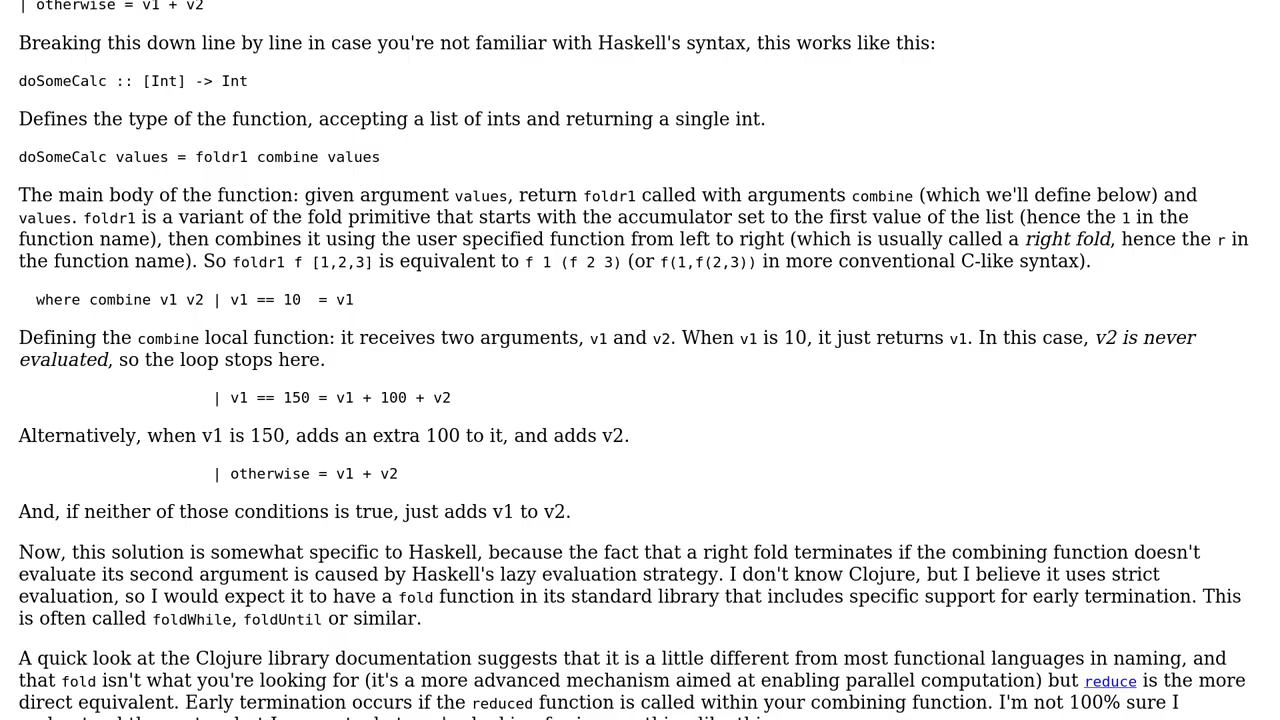 | otherwise = v1 + v2
Breaking this down line by line in case you're not familiar with Haskell's syntax, this works like this:
doSomeCalc :: [Int] -> Int
Defines the type of the function, accepting a list of ints and returning a single int.
doSomeCalc values = foldr1 combine values
The main body of the function: given argument values, return foldr1 called with arguments combine (which we'll define below) and
values. foldr1 is a variant of the fold primitive that starts with the accumulator set to the first value of the list (hence the 1 in the
function name), then combines it using the user specified function from left to right (which is usually called a right fold, hence the r in
the function name). So foldr1 f [1,2,3] is equivalent to f 1 (f 2 3) (or f(1,f(2,3)) in more conventional C-like syntax).
where combine v1 v2 | v1 == 10  = v1
Defining the combine local function: it receives two arguments, v1 and v2. When v1 is 10, it just returns v1. In this case, v2 is never
evaluated, so the loop stops here.
| v1 == 150 = v1 + 100 + v2
Alternatively, when v1 is 150, adds an extra 100 to it, and adds v2.
| otherwise = v1 + v2
And, if neither of those conditions is true, just adds v1 to v2.
Now, this solution is somewhat specific to Haskell, because the fact that a right fold terminates if the combining function doesn't
evaluate its second argument is caused by Haskell's lazy evaluation strategy. I don't know Clojure, but I believe it uses strict
evaluation, so I would expect it to have a fold function in its standard library that includes specific support for early termination. This
is often called foldWhile, foldUntil or similar.
A quick look at the Clojure library documentation suggests that it is a little different from most functional languages in naming, and
that fold isn't what you're looking for (it's a more advanced mechanism aimed at enabling parallel computation) but reduce is the more
direct equivalent. Early termination occurs if the reduced function is called within your combining function. I'm not 100% sure I